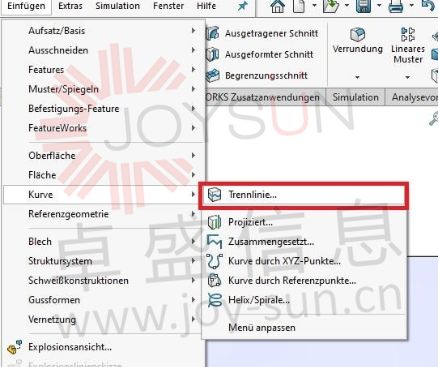 Einfügen Extras Simulation Fenster Hilfe
Aufsatz/Basis
Ausschneiden
Features
Muster/Spiegeln
Befestigungs-Feature
FeatureWorks
Oberfläche
Fläche
Kurve
Referenzgeometrie
Blech
Struktursystem
Schweißkonstruktionen
Gussformen
Vernetzung
Explosionsansicht...
Explosionslinienskizze
Ausgetragener Schnitt
Ausgeformter Schnitt
Begrenzungsschnitt
Verrundung
Lineares
Muster
ORKS Zusatzanwendungen Simulation Analysevor
Trennlinie...
Projiziert...
Zusammengesetzt...
Kurve durch XYZ-Punkte...
Kurve durch Referenzpunkte...
Helix/Spirale...
Menü anpassen
JOYSUN
卓盛信息
www.joy-sun.cn